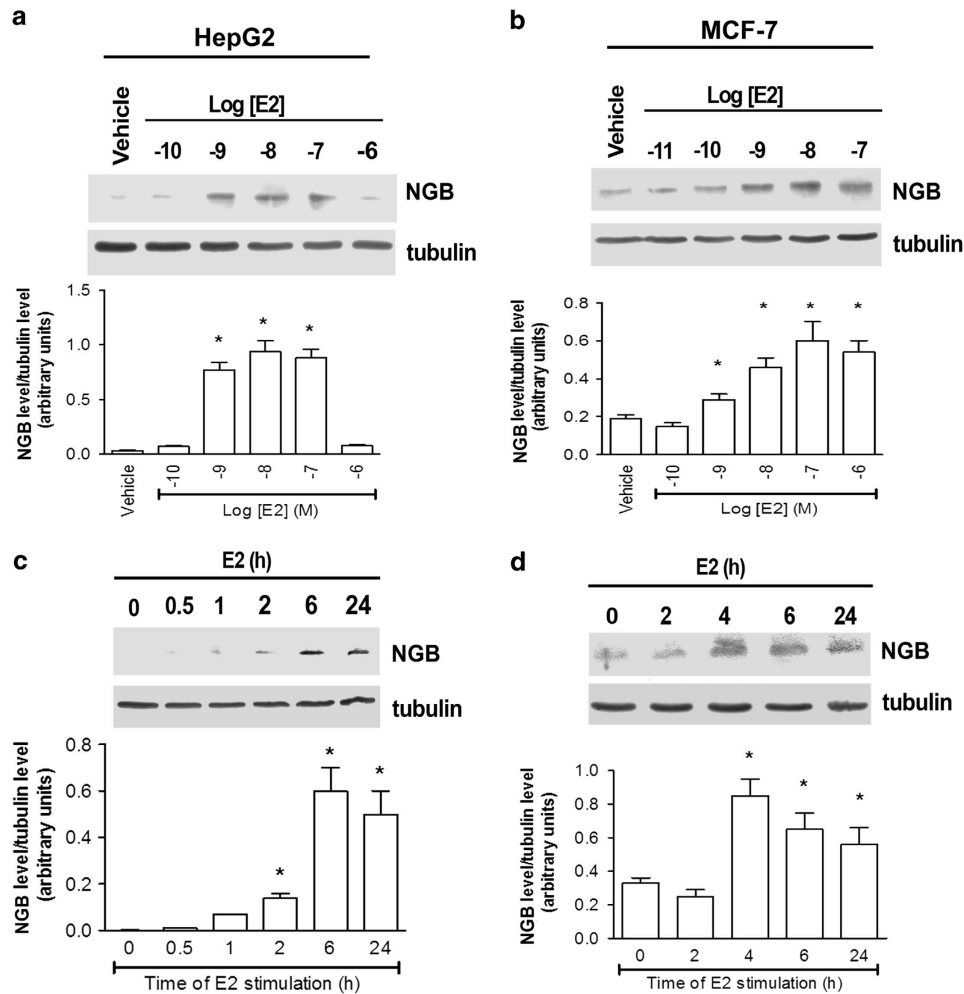 a
HepG2
Vehicle
Log [E2]
-10 -9 -8 -7 -6
NGB
tubulin
NGB level/tubulin level
(arbitrary units)
1.5
1.0
0.5
0.0
*
*
*
Vehicle -10 -9 -8 -7 -6
Log [E2] (M)
b
MCF-7
Vehicle
Log [E2]
-11 -10 -9 -8 -7
NGB
tubulin
NGB level/tubulin level
(arbitrary units)
0.8
0.6
0.4
0.2
0.0
*
*
*
*
Vehicle -10 -9 -8 -7 -6
Log [E2] (M)
c
E2 (h)
0 0.5 1 2 6 24
NGB
tubulin
NGB level/tubulin level
(arbitrary units)
0.8
0.6
0.4
0.2
0.0
*
*
*
0 0.5 1 2 6 24
Time of E2 stimulation (h)
d
E2 (h)
0 2 4 6 24
NGB
tubulin
NGB level/tubulin level
(arbitrary units)
1.0
0.8
0.6
0.4
0.2
0.0
*
*
*
0 2 4 6 24
Time of E2 stimulation (h)